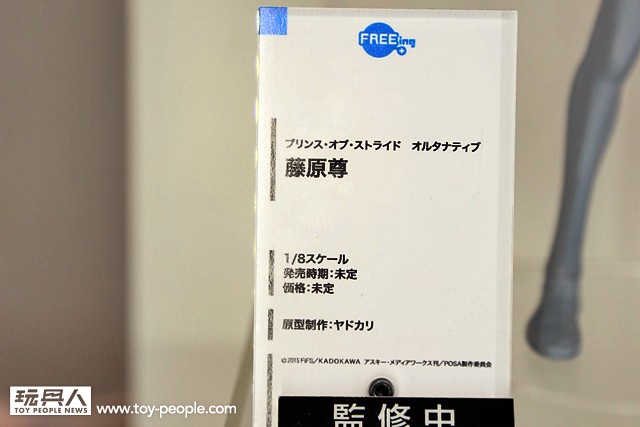 FREEing
プリンス・オブ・ストライド オルタナティブ
藤原尊
1/8スケール
発売時期:未定
価格:未定
原型制作:ヤドカリ
©2015 FiFS/KADOKAWA アスキー・メディアワークス刊/POSA製作委員会
監修中
玩具人
TOY PEOPLE NEWS
www.toy-people.com